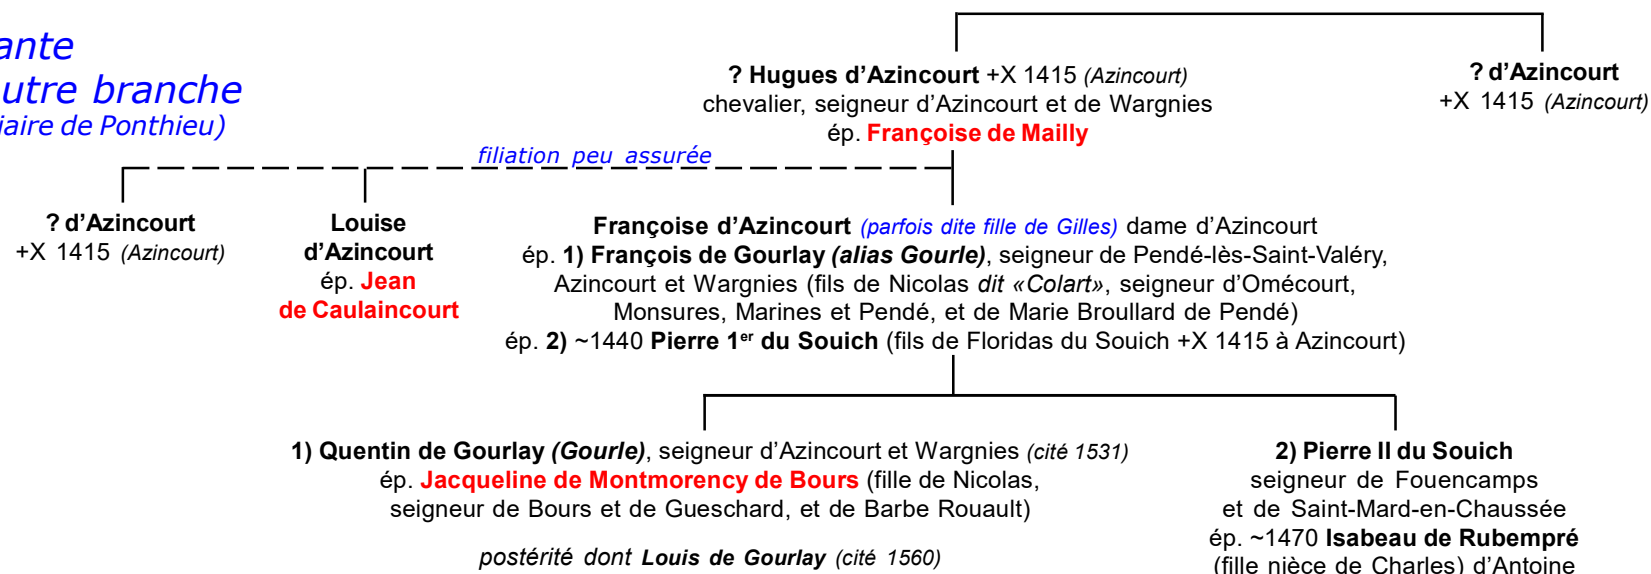 ante
utre branche
iaire de Ponthieu)
? Hugues d'Azincourt +X 1415 (Azincourt)
chevalier, seigneur d'Azincourt et de Wargnies
ép. Françoise de Mailly
? d'Azincourt
+X 1415 (Azincourt)
filiation peu assurée
? d'Azincourt
+X 1415 (Azincourt)
Louise
d'Azincourt
ép. Jean
de Caulaincourt
Françoise d'Azincourt (parfois dite fille de Gilles) dame d'Azincourt
ép. 1) François de Gourlay (alias Gourle), seigneur de Pendé-lès-Saint-Valéry,
Azincourt et Wargnies (fils de Nicolas dit «Colart», seigneur d'Omécourt,
Monsures, Marines et Pendé, et de Marie Broullard de Pendé)
ép. 2) ~1440 Pierre 1er du Souich (fils de Floridas du Souich +X 1415 à Azincourt)
1) Quentin de Gourlay (Gourle), seigneur d'Azincourt et Wargnies (cité 1531)
ép. Jacqueline de Montmorency de Bours (fille de Nicolas,
seigneur de Bours et de Gueschard, et de Barbe Rouault)
postérité dont Louis de Gourlay (cité 1560)
2) Pierre II du Souich
seigneur de Fouencamps
et de Saint-Mard-en-Chaussée
ép. ~1470 Isabeau de Rubempré
(fille nièce de Charles) d'Antoine